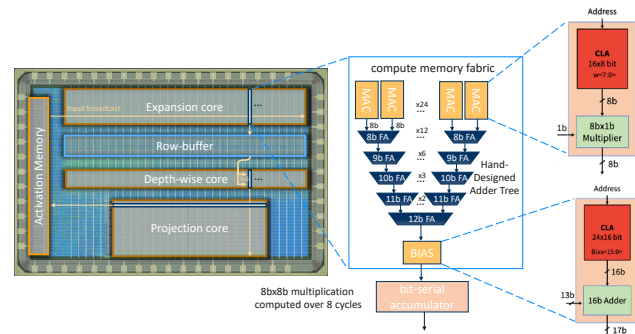 Activation Memory
Input broadcast
Expansion core
...
Row-buffer
Depth-wise core
...
Projection core
compute memory fabric
MAC
MAC
MAC
MAC
...
x24
8b
8b
8b FA
x12
...
8b FA
9b FA
x6
...
9b FA
10b FA
x3
...
10b FA
11b FA
x2
...
11b FA
12b FA
Hand-
Designed
Adder Tree
BIAS
bit-serial
accumulator
8bx8b multiplication
computed over 8 cycles
Address
CLA
16x8 bit
w<7:0>
8b
1b
8bx1b
Multiplier
8b
Address
CLA
24x16 bit
Bias<15:0>
16b
13b
16b Adder
17b